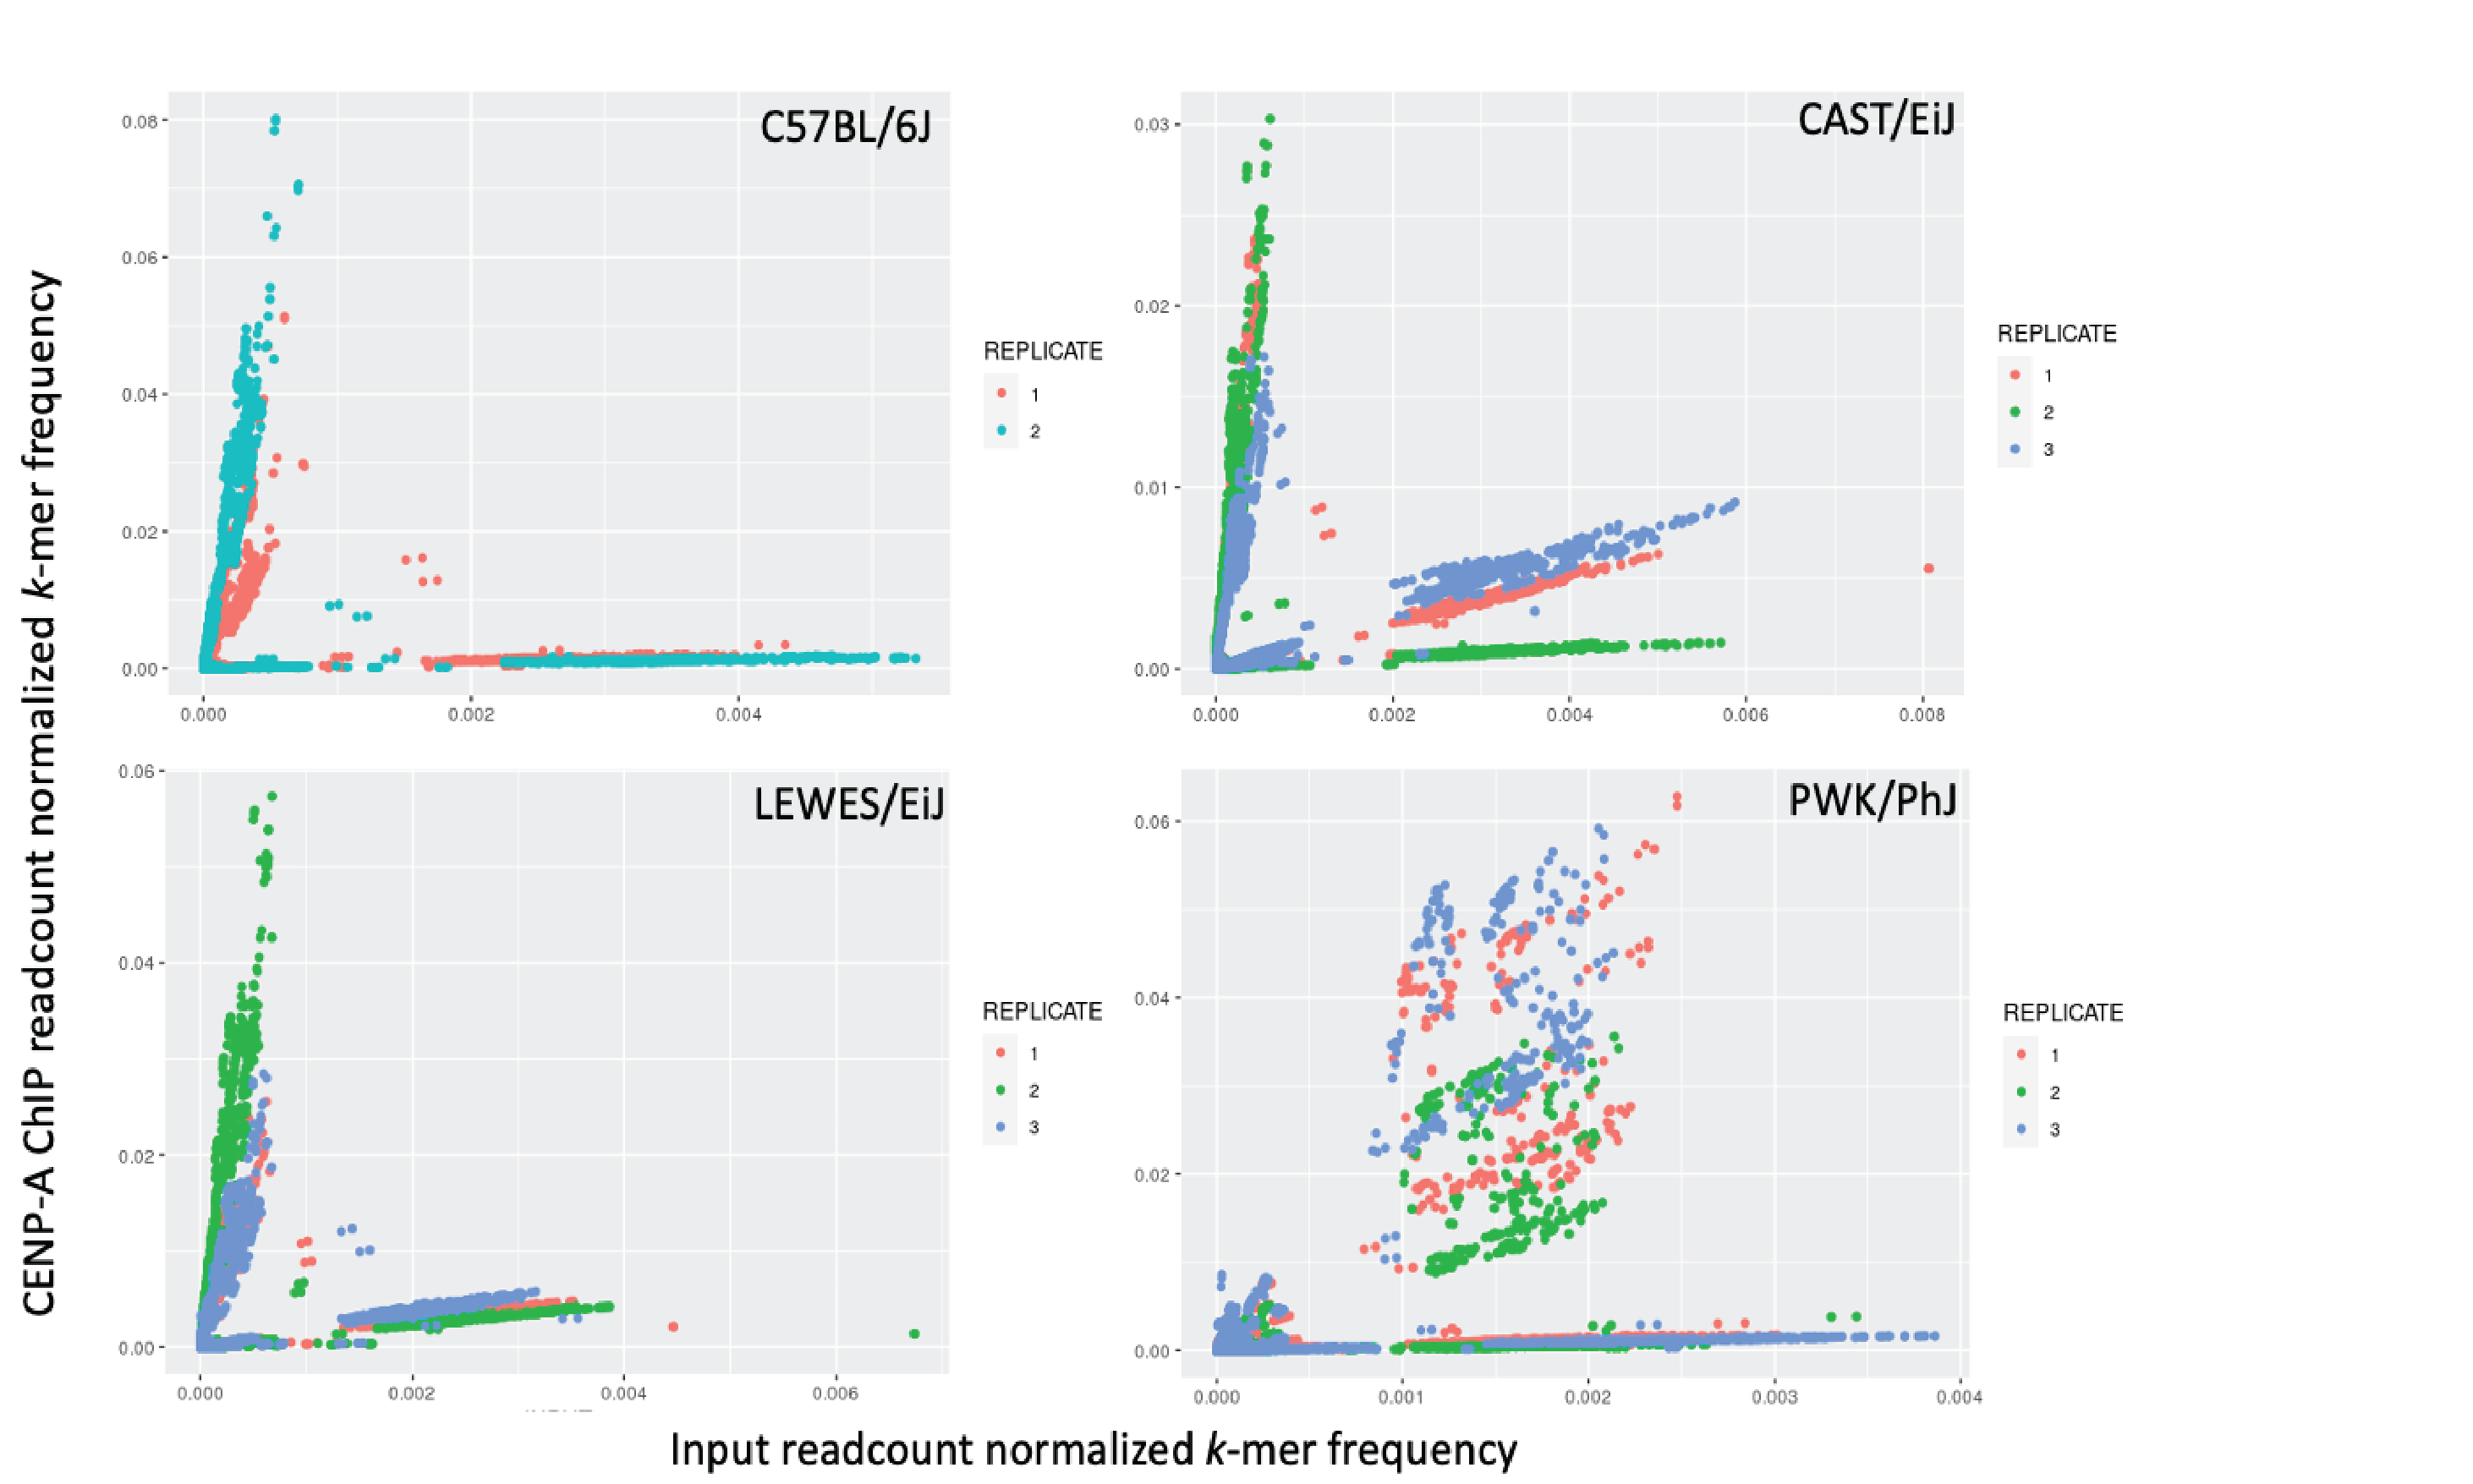 CENP-A ChIP readcount normalized k-mer frequency
C57BL/6J
0.08
0.06
0.04
0.02
0.00
0.000 0.002 0.004
REPLICATE
1
2
CAST/EiJ
0.03
0.02
0.01
0.00
0.000 0.002 0.004 0.006 0.008
REPLICATE
1
2
3
LEWES/EiJ
0.06
0.04
0.02
0.00
0.000 0.002 0.004 0.006
REPLICATE
1
2
3
PWK/PhJ
0.06
0.04
0.02
0.00
0.000 0.001 0.002 0.003 0.004
REPLICATE
1
2
3
Input readcount normalized k-mer frequency